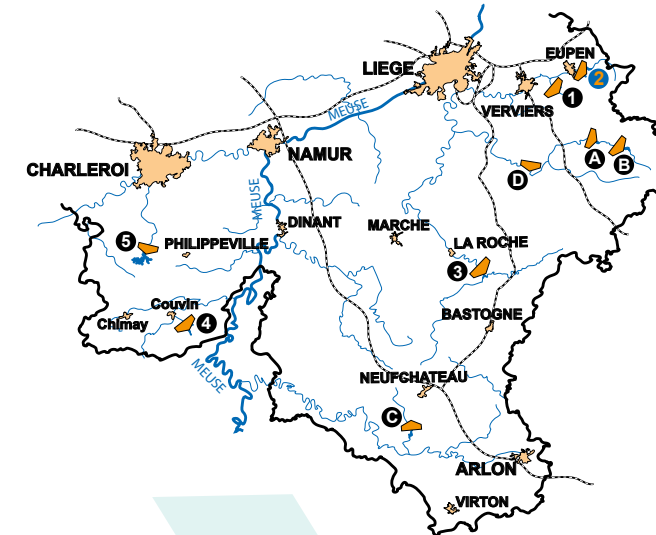 EUPEN
LIEGE
2
1
MEUSE
VERVIERS
NAMUR
A
B
CHARLEROI
D
MEUSE
DINANT
MARCHE
5
PHILIPPEVILLE
LA ROCHE
3
Couvin
Chimay
4
BASTOGNE
MEUSE
NEUFCHATEAU
C
ARLON
VIRTON